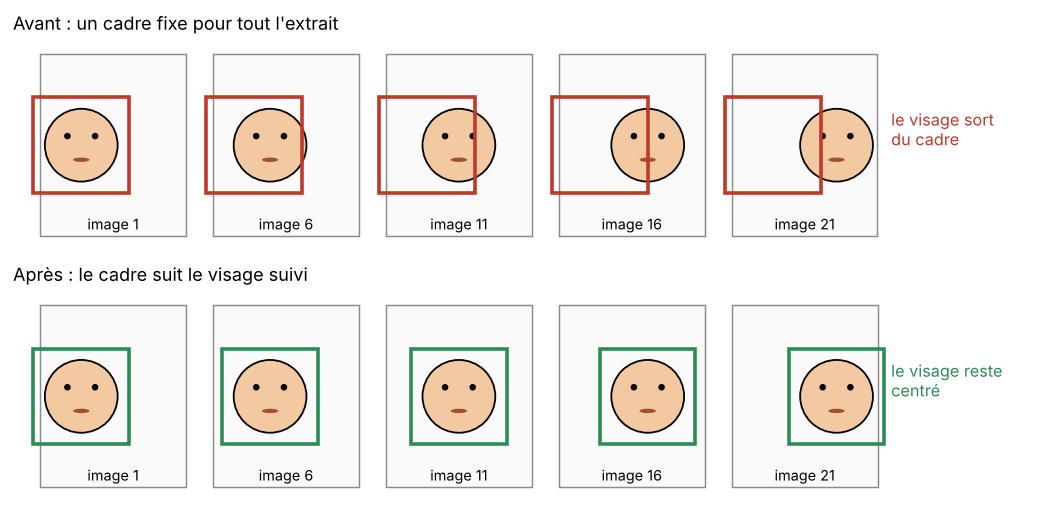 Avant : un cadre fixe pour tout l'extrait
image 1
image 6
image 11
image 16
image 21
le visage sort
du cadre
Après : le cadre suit le visage suivi
image 1
image 6
image 11
image 16
image 21
le visage reste
centré